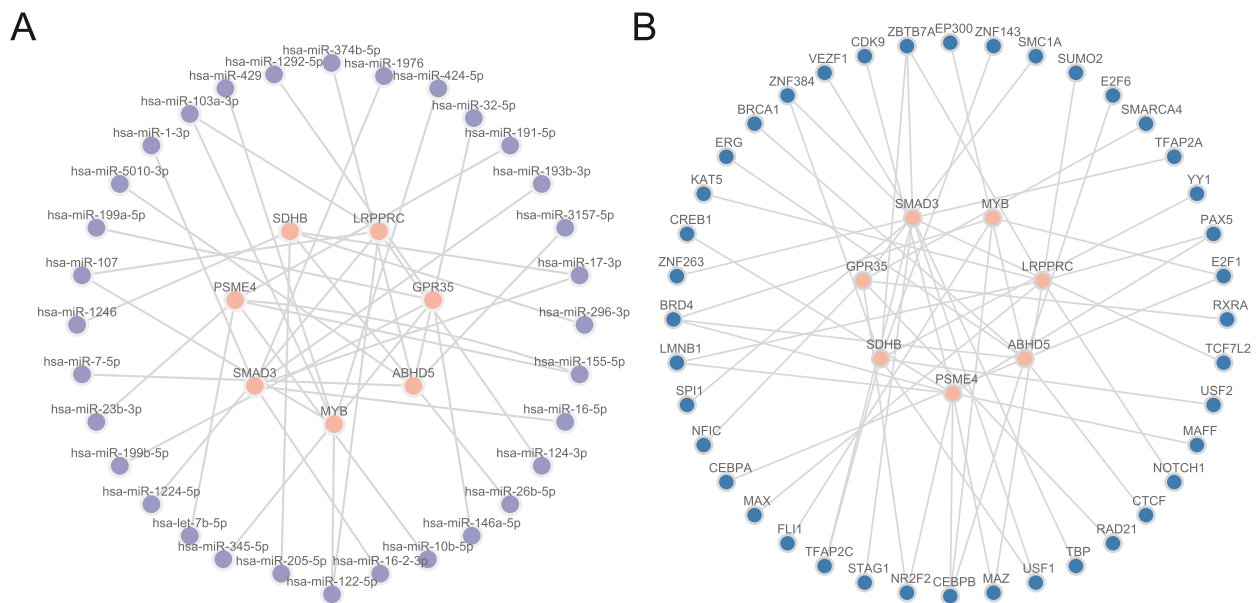 A
hsa-miR-374b-5p
hsa-miR-1292-5p
hsa-miR-1976
hsa-miR-429
hsa-miR-424-5p
hsa-miR-103a-3p
hsa-miR-32-5p
hsa-miR-1-3p
hsa-miR-191-5p
hsa-miR-5010-3p
hsa-miR-193b-3p
hsa-miR-199a-5p
hsa-miR-3157-5p
SDHB
LRPPRC
hsa-miR-107
hsa-miR-17-3p
PSME4
GPR35
hsa-miR-1246
hsa-miR-296-3p
hsa-miR-7-5p
hsa-miR-155-5p
SMAD3
ABHD5
hsa-miR-23b-3p
MYB
hsa-miR-16-5p
hsa-miR-199b-5p
hsa-miR-124-3p
hsa-miR-1224-5p
hsa-miR-26b-5p
hsa-let-7b-5p
hsa-miR-146a-5p
hsa-miR-345-5p
hsa-miR-10b-5p
hsa-miR-205-5p
hsa-miR-16-2-3p
hsa-miR-122-5p
B
EP300
ZBTB7A
ZNF143
CDK9
SMC1A
VEZF1
SUMO2
ZNF384
E2F6
BRCA1
SMARCA4
ERG
TFAP2A
KAT5
YY1
SMAD3
MYB
CREB1
PAX5
GPR35
LRPPRC
ZNF263
E2F1
BRD4
RXRA
SDHB
ABHD5
LMNB1
TCF7L2
PSME4
SPI1
USF2
NFIC
MAFF
CEBPA
NOTCH1
MAX
CTCF
FLI1
RAD21
TFAP2C
TBP
STAG1
USF1
NR2F2
CEBPB
MAZ